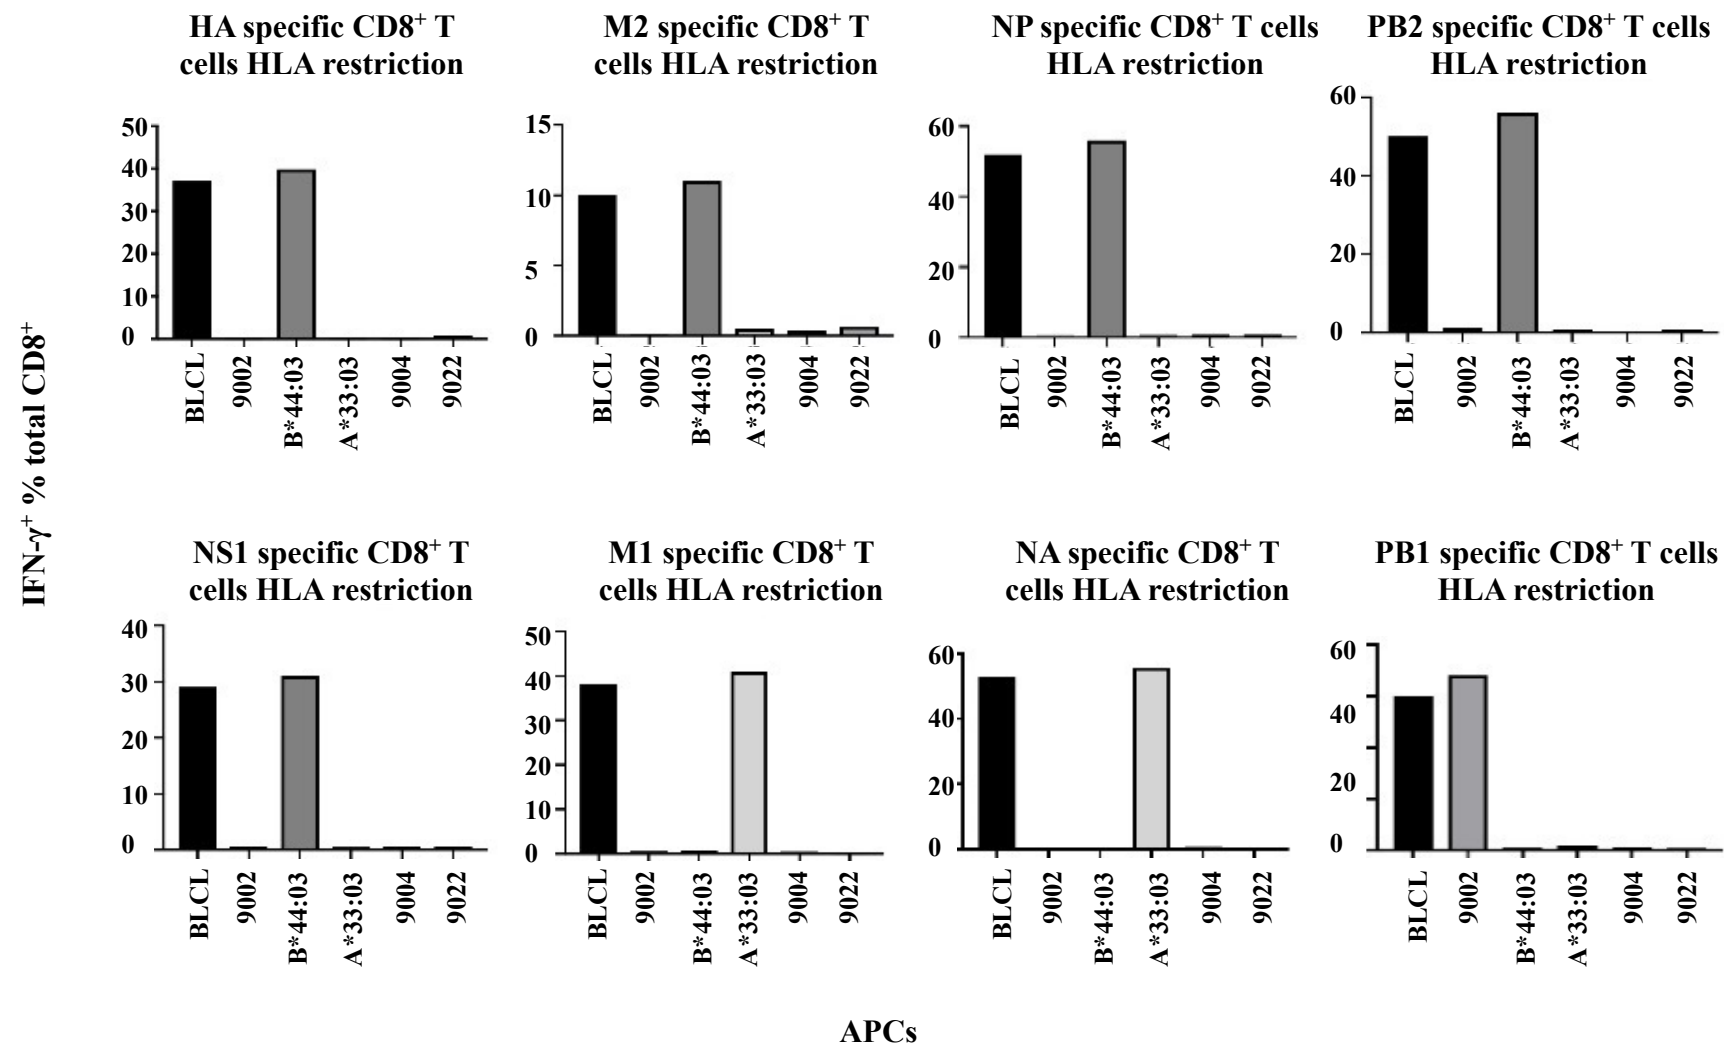 HA specific CD8+ T
cells HLA restriction
50
40
30
20
10
0
BLCL
9002
B*44:03
A*33:03
9004
9022
M2 specific CD8+ T
cells HLA restriction
15
10
5
0
BLCL
9002
B*44:03
A*33:03
9004
9022
NP specific CD8+ T cells
HLA restriction
60
40
20
0
BLCL
9002
B*44:03
A*33:03
9004
9022
PB2 specific CD8+ T cells
HLA restriction
60
40
20
0
BLCL
9002
B*44:03
A*33:03
9004
9022
IFN-γ+ % total CD8+
NS1 specific CD8+ T
cells HLA restriction
40
30
20
10
0
BLCL
9002
B*44:03
A*33:03
9004
9022
M1 specific CD8+ T
cells HLA restriction
50
40
30
20
10
0
BLCL
9002
B*44:03
A*33:03
9004
9022
NA specific CD8+ T
cells HLA restriction
60
40
20
0
BLCL
9002
B*44:03
A*33:03
9004
9022
PB1 specific CD8+ T cells
HLA restriction
60
40
20
0
BLCL
9002
B*44:03
A*33:03
9004
9022
APCs